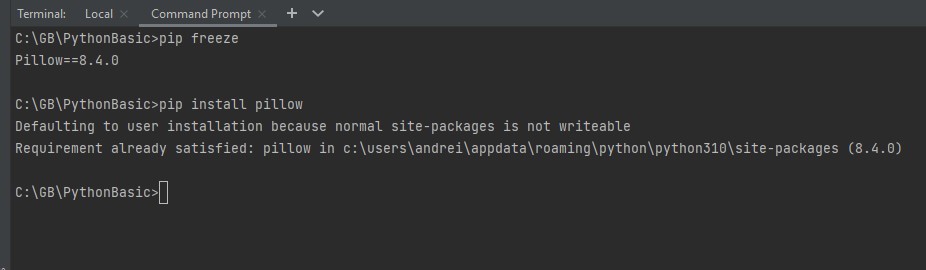 Terminal: Local × Command Prompt × +
C:\GB\PythonBasic>pip freeze
Pillow==8.4.0
C:\GB\PythonBasic>pip install pillow
Defaulting to user installation because normal site-packages is not writeable
Requirement already satisfied: pillow in c:\users\andrei\appdata\roaming\python\python310\site-packages (8.4.0)
C:\GB\PythonBasic>